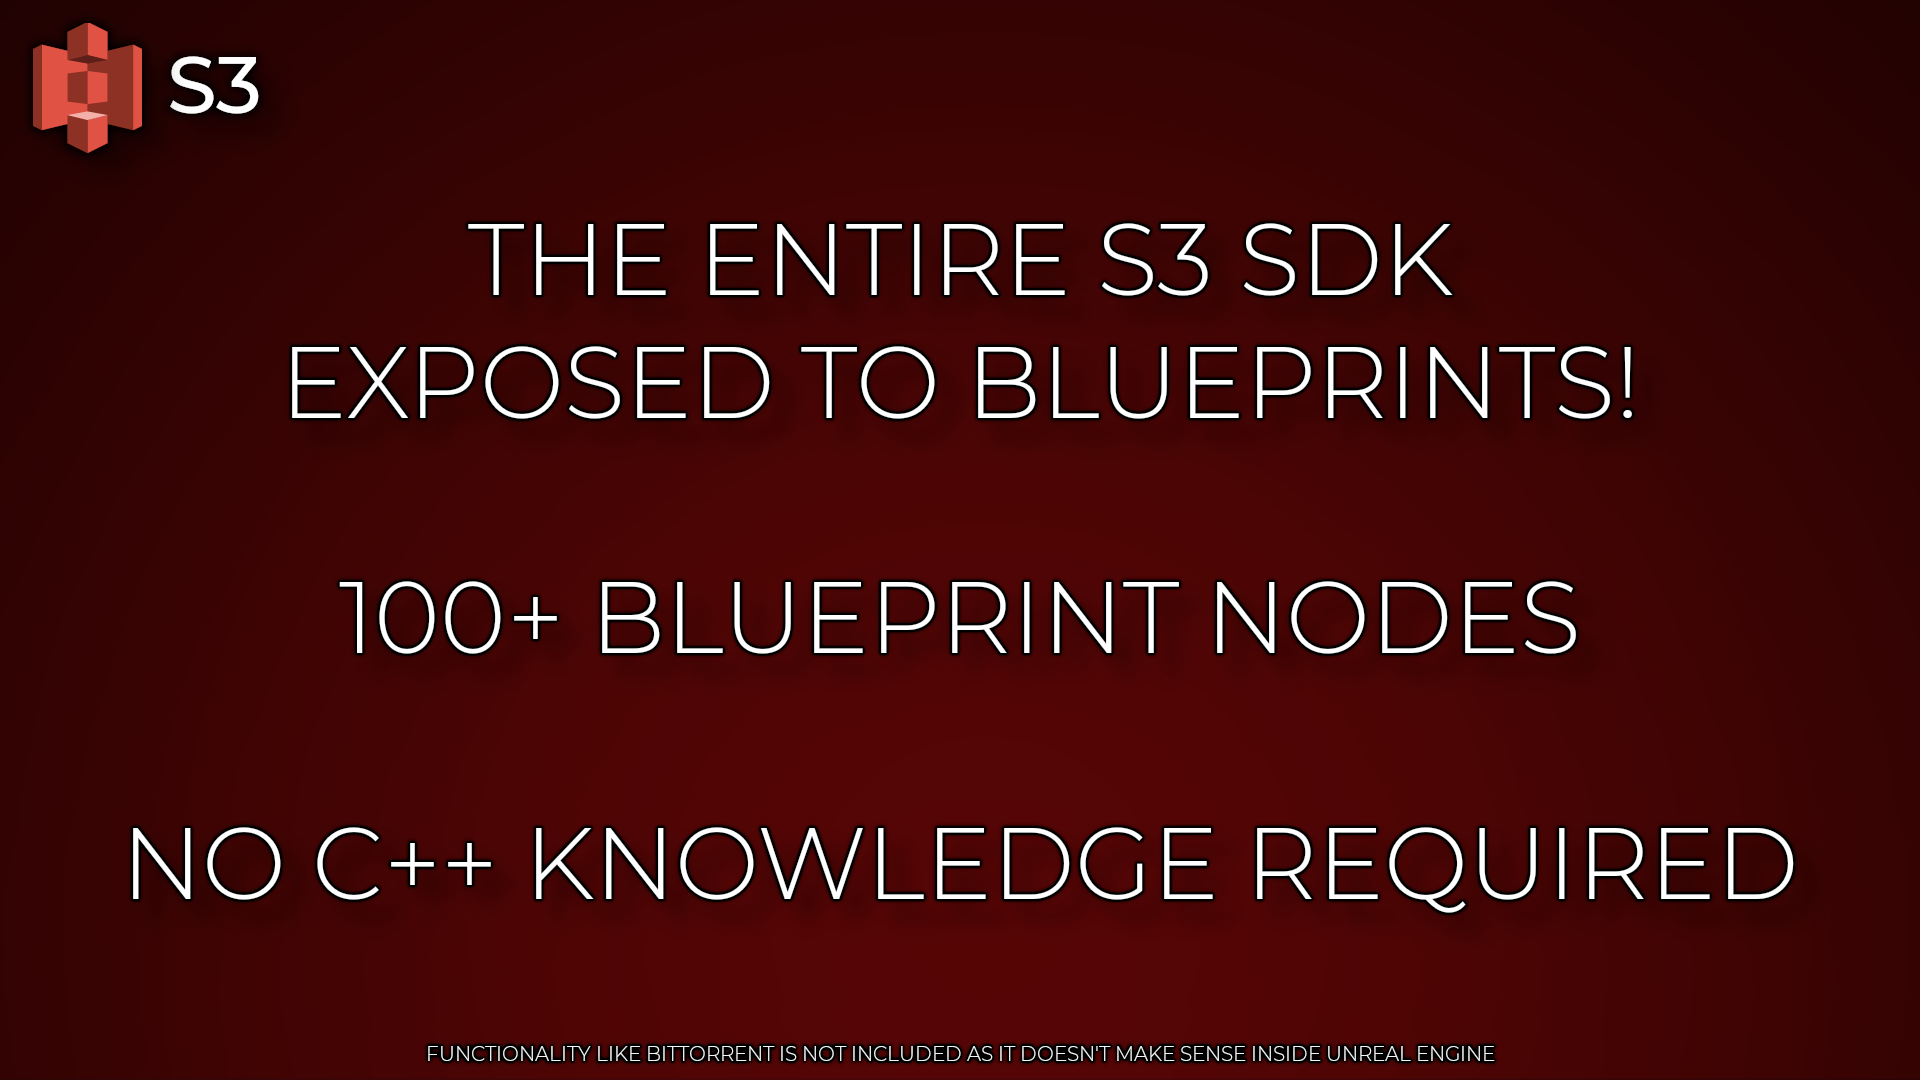 S3
THE ENTIRE S3 SDK
EXPOSED TO BLUEPRINTS!
100+ BLUEPRINT NODES
NO C++ KNOWLEDGE REQUIRED
FUNCTIONALITY LIKE BITTORRENT IS NOT INCLUDED AS IT DOESN'T MAKE SENSE INSIDE UNREAL ENGINE